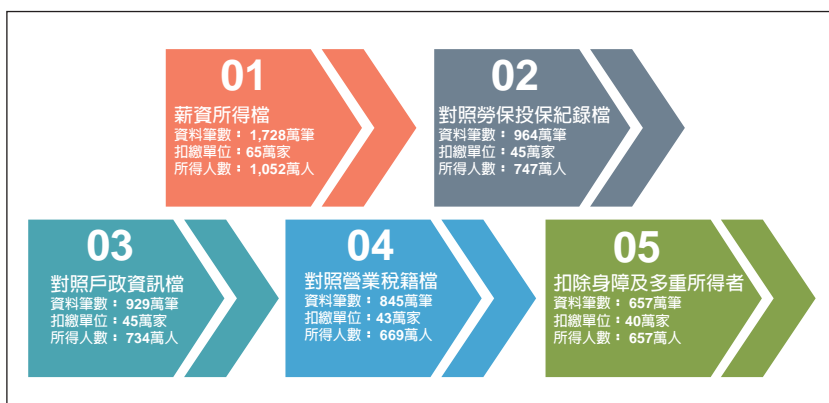 01
薪資所得檔
資料筆數：1,728萬筆
扣繳單位：65萬家
所得人數：1,052萬人
02
對照勞保投保紀錄檔
資料筆數：964萬筆
扣繳單位：45萬家
所得人數：747萬人
03
對照戶政資訊檔
資料筆數：929萬筆
扣繳單位：45萬家
所得人數：734萬人
04
對照營業稅籍檔
資料筆數：845萬筆
扣繳單位：43萬家
所得人數：669萬人
05
扣除身障及多重所得者
資料筆數：657萬筆
扣繳單位：40萬家
所得人數：657萬人